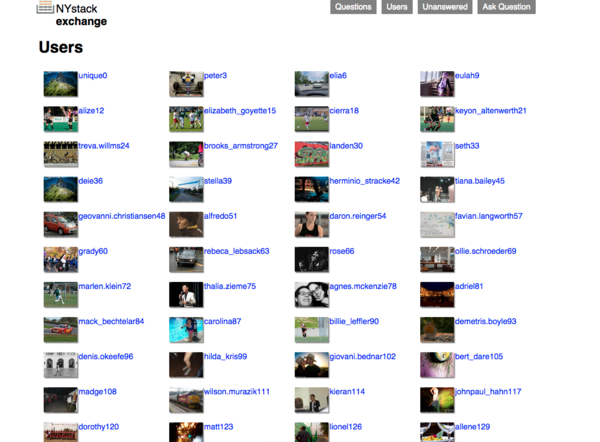 NYstack
exchange
Questions Users Unanswered Ask Question
Users
unique0 peter3 elia6 eulah9
alize12 elizabeth_goyette15 cierra18 keyon_altenwerth21
treva.willms24 brooks_armstrong27 landen30 seth33
deie36 stella39 herminio_stracke42 tiana.bailey45
geovanni.christiansen48 alfredo51 daron.reinger54 favian.langworth57
grady60 rebeca_lebsack63 rose66 ollie.schroeder69
marlen.klein72 thalia.zieme75 agnes.mckenzie78 adriel81
mack_bechtelar84 carolina87 billie_leffler90 demetris.boyle93
denis.okeefe96 hilda_kris99 giovani.bednar102 bert_dare105
madge108 wilson.murazik111 kieran114 johnpaul_hahn117
dorothy120 matt123 lionel126 allene129